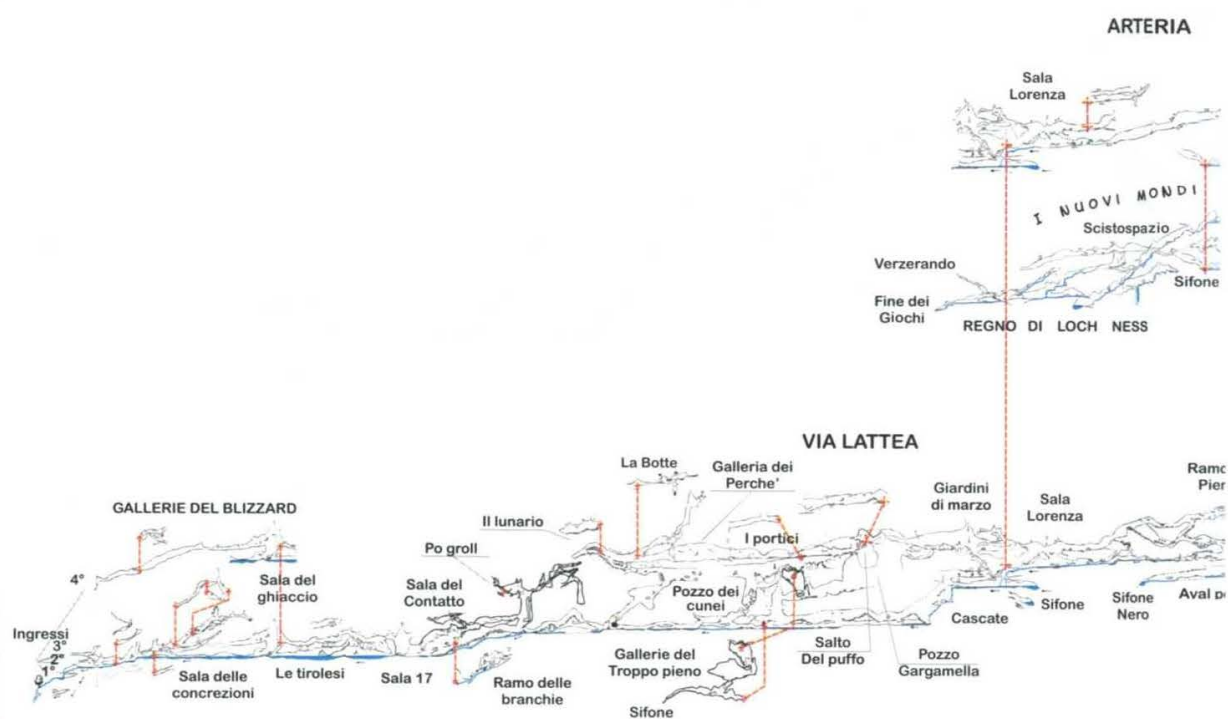 ARTERIA
Sala
Lorenza
I NUOVI MONDI
Scistospazio
Verzerando
Sifone
Fine dei
Giochi
REGNO DI LOCH NESS
VIA LATTEA
La Botte
Galleria dei
Perche'
Giardini
di marzo
Sala
Lorenza
GALLERIE DEL BLIZZARD
Il lunario
I portici
Po groll
4°
Sala del
ghiaccio
Sala del
Contatto
Pozzo dei
cunei
Cascate
Sifone
Sifone
Nero
Aval
Ingressi
3°
2°
1°
Sala delle
concrezioni
Le tirolesi
Sala 17
Ramo delle
branchie
Gallerie del
Troppo pieno
Salto
Del puffo
Pozzo
Gargamella
Sifone